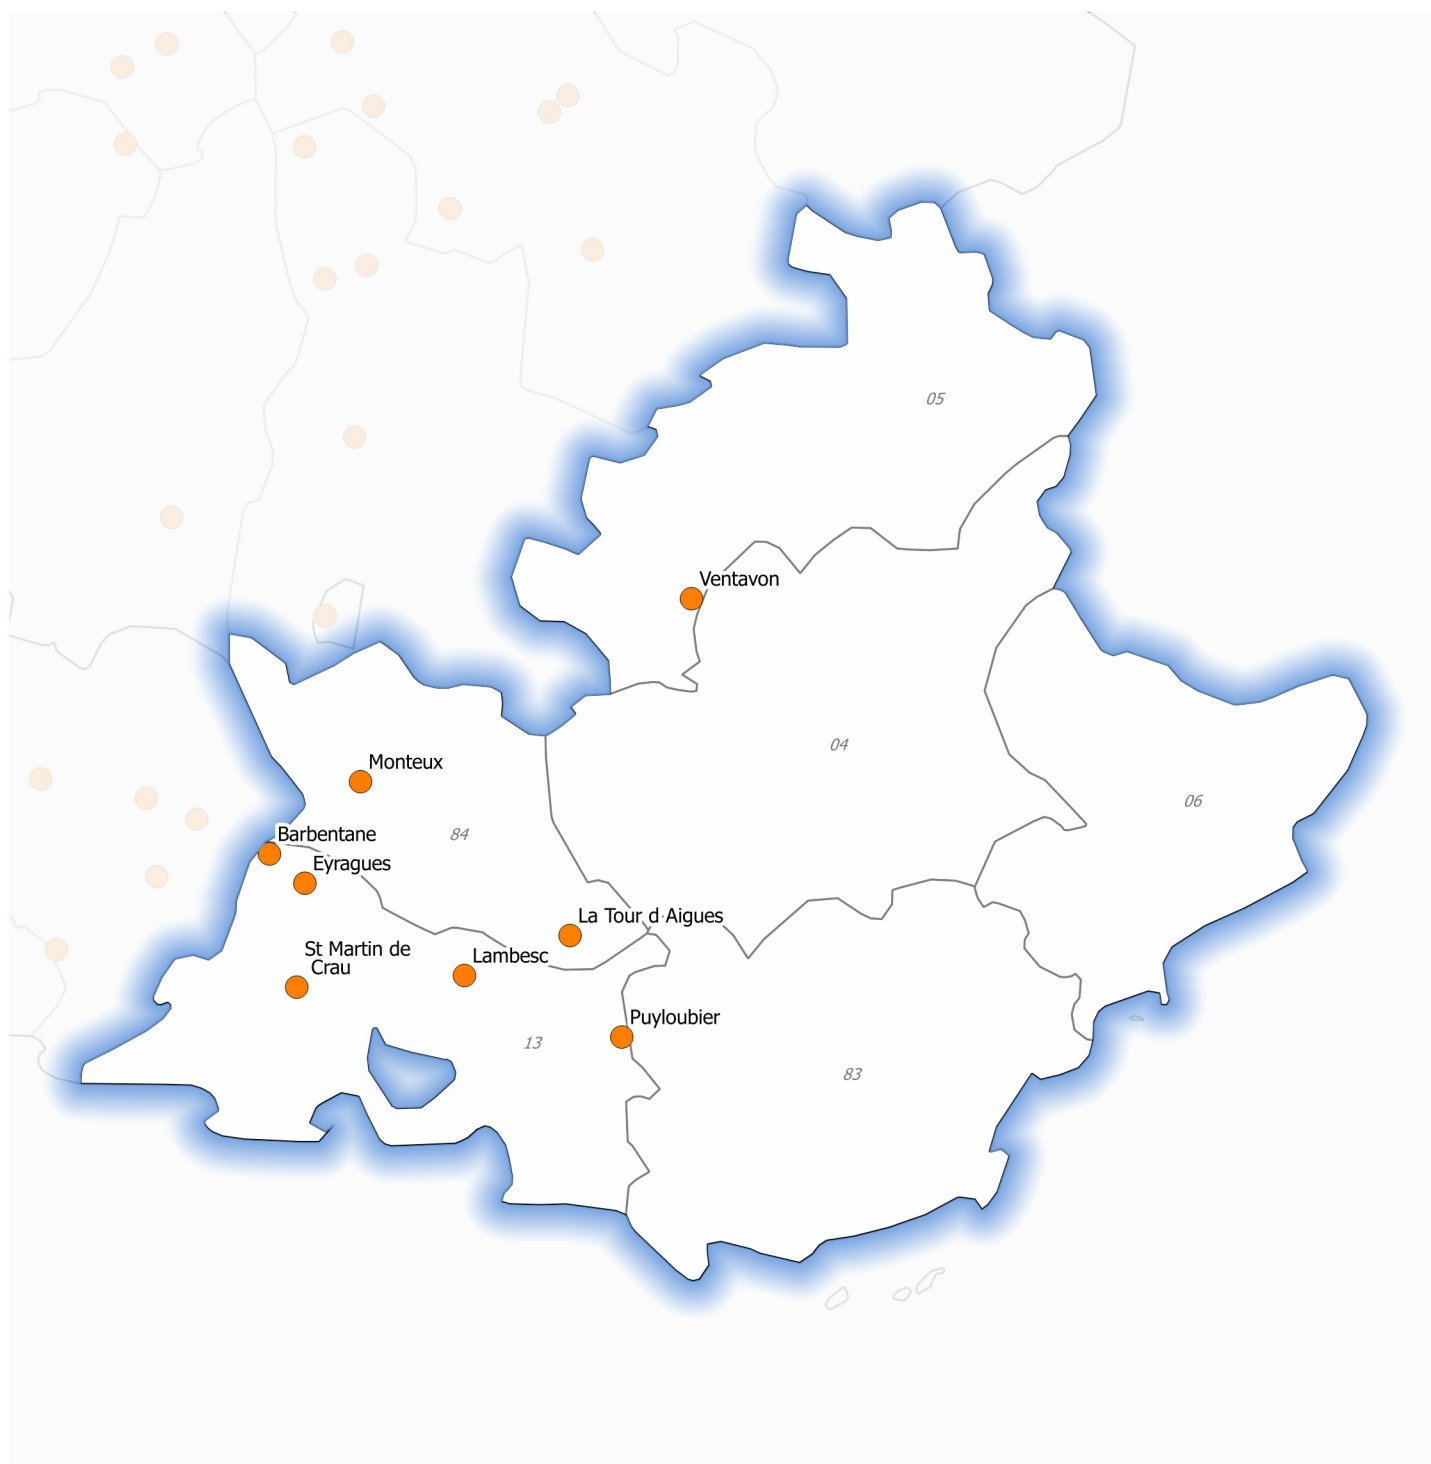 05
Ventavon
04
Monteux
06
Barbentane
84
Eyragues
La Tour d Aigues
St Martin de
Crau
Lambesc
Puyloubier
13
83